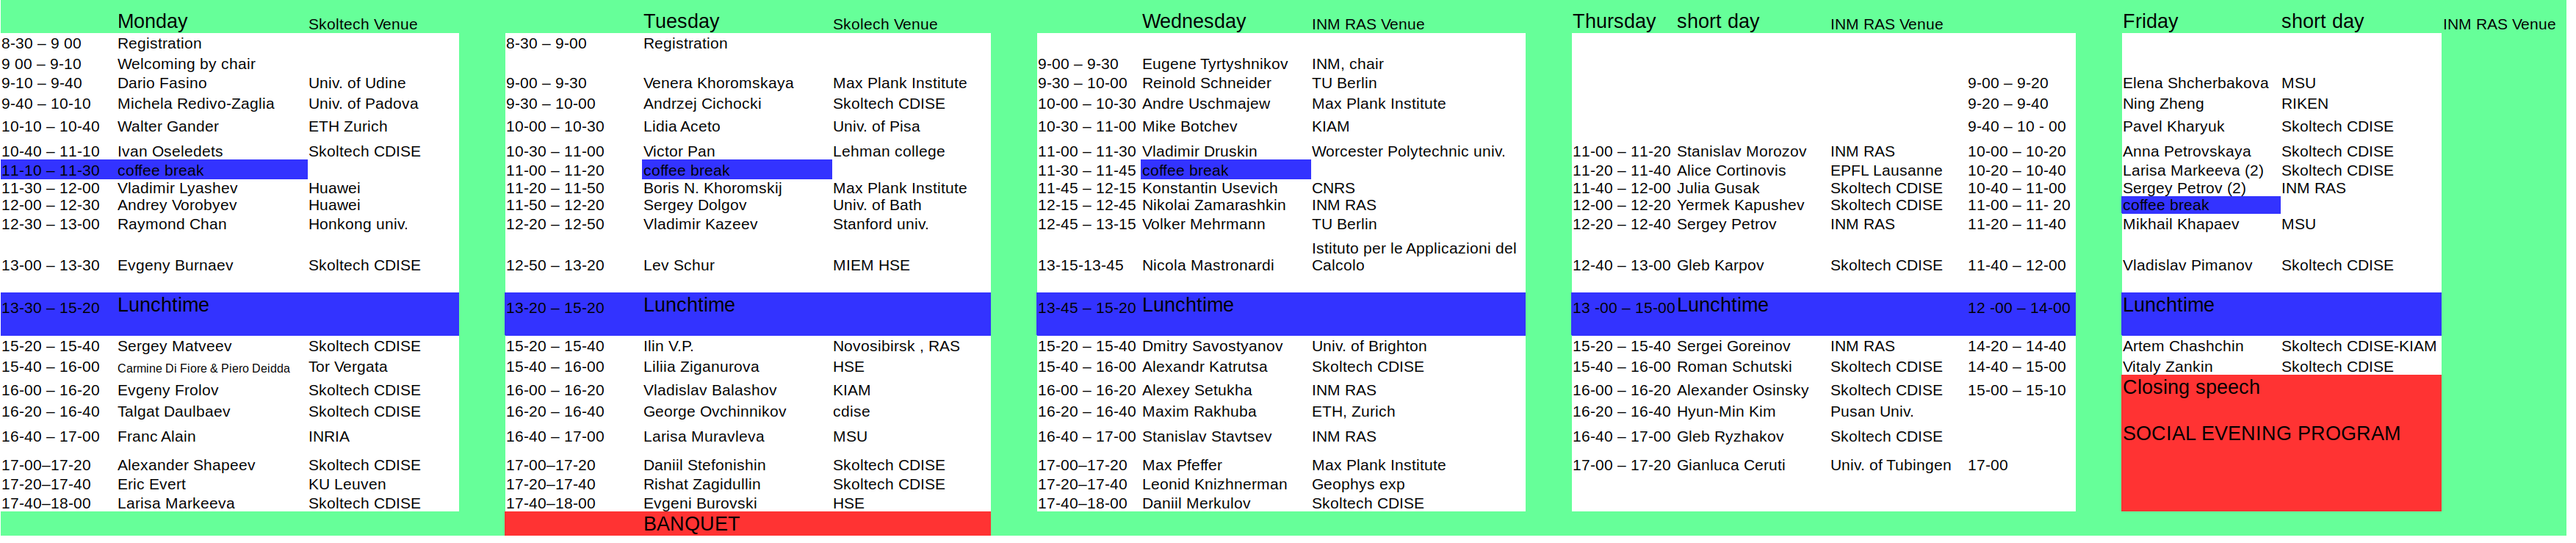 Monday Skoltech Venue Tuesday Skolech Venue Wednesday INM RAS Venue Thursday short day INM RAS Venue Friday short day INM RAS Venue
8-30 – 9 00 Registration 8-30 – 9-00 Registration
9 00 – 9-10 Welcoming by chair 9-00 – 9-30 Eugene Tyrtyshnikov INM, chair
9-10 – 9-40 Dario Fasino Univ. of Udine 9-00 – 9-30 Venera Khoromskaya Max Plank Institute 9-30 – 10-00 Reinold Schneider TU Berlin 9-00 – 9-20 Elena Shcherbakova MSU
9-40 – 10-10 Michela Redivo-Zaglia Univ. of Padova 9-30 – 10-00 Andrzej Cichocki Skoltech CDISE 10-00 – 10-30 Andre Uschmajew Max Plank Institute 9-20 – 9-40 Ning Zheng RIKEN
10-10 – 10-40 Walter Gander ETH Zurich 10-00 – 10-30 Lidia Aceto Univ. of Pisa 10-30 – 11-00 Mike Botchev KIAM 9-40 – 10 - 00 Pavel Kharyuk Skoltech CDISE
10-40 – 11-10 Ivan Oseledets Skoltech CDISE 10-30 – 11-00 Victor Pan Lehman college 11-00 – 11-30 Vladimir Druskin Worcester Polytechnic univ. 11-00 – 11-20 Stanislav Morozov INM RAS 10-00 – 10-20 Anna Petrovskaya Skoltech CDISE
11-10 – 11-30 coffee break 11-00 – 11-20 coffee break 11-30 – 11-45 coffee break 11-20 – 11-40 Alice Cortinovis EPFL Lausanne 10-20 – 10-40 Larisa Markeeva (2) Skoltech CDISE
11-30 – 12-00 Vladimir Lyashev Huawei 11-20 – 11-50 Boris N. Khoromskij Max Plank Institute 11-45 – 12-15 Konstantin Usevich CNRS 11-40 – 12-00 Julia Gusak Skoltech CDISE 10-40 – 11-00 Sergey Petrov (2) INM RAS
12-00 – 12-30 Andrey Vorobyev Huawei 11-50 – 12-20 Sergey Dolgov Univ. of Bath 12-15 – 12-45 Nikolai Zamarashkin INM RAS 12-00 – 12-20 Yermek Kapushev Skoltech CDISE 11-00 – 11- 20 coffee break
12-30 – 13-00 Raymond Chan Honkong univ. 12-20 – 12-50 Vladimir Kazeev Stanford univ. 12-45 – 13-15 Volker Mehrmann TU Berlin 12-20 – 12-40 Sergey Petrov INM RAS 11-20 – 11-40 Mikhail Khapaev MSU
Istituto per le Applicazioni del
13-00 – 13-30 Evgeny Burnaev Skoltech CDISE 12-50 – 13-20 Lev Schur MIEM HSE 13-15-13-45 Nicola Mastronardi Calcolo 12-40 – 13-00 Gleb Karpov Skoltech CDISE 11-40 – 12-00 Vladislav Pimanov Skoltech CDISE
13-30 – 15-20 Lunchtime 13-20 – 15-20 Lunchtime 13-45 – 15-20 Lunchtime 13 -00 – 15-00 Lunchtime 12 -00 – 14-00 Lunchtime
15-20 – 15-40 Sergey Matveev Skoltech CDISE 15-20 – 15-40 Ilin V.P. Novosibirsk , RAS 15-20 – 15-40 Dmitry Savostyanov Univ. of Brighton 15-20 – 15-40 Sergei Goreinov INM RAS 14-20 – 14-40 Artem Chashchin Skoltech CDISE-KIAM
15-40 – 16-00 Carmine Di Fiore & Piero Deidda Tor Vergata 15-40 – 16-00 Liliia Ziganurova HSE 15-40 – 16-00 Alexandr Katrutsa Skoltech CDISE 15-40 – 16-00 Roman Schutski Skoltech CDISE 14-40 – 15-00 Vitaly Zankin Skoltech CDISE
16-00 – 16-20 Evgeny Frolov Skoltech CDISE 16-00 – 16-20 Vladislav Balashov KIAM 16-00 – 16-20 Alexey Setukha INM RAS 16-00 – 16-20 Alexander Osinsky Skoltech CDISE 15-00 – 15-10 Closing speech
16-20 – 16-40 Talgat Daulbaev Skoltech CDISE 16-20 – 16-40 George Ovchinnikov cdise 16-20 – 16-40 Maxim Rakhuba ETH, Zurich 16-20 – 16-40 Hyun-Min Kim Pusan Univ.
16-40 – 17-00 Franc Alain INRIA 16-40 – 17-00 Larisa Muravleva MSU 16-40 – 17-00 Stanislav Stavtsev INM RAS 16-40 – 17-00 Gleb Ryzhakov Skoltech CDISE SOCIAL EVENING PROGRAM
17-00–17-20 Alexander Shapeev Skoltech CDISE 17-00–17-20 Daniil Stefonishin Skoltech CDISE 17-00–17-20 Max Pfeffer Max Plank Institute 17-00 – 17-20 Gianluca Ceruti Univ. of Tubingen 17-00
17-20–17-40 Eric Evert KU Leuven 17-20–17-40 Rishat Zagidullin Skoltech CDISE 17-20–17-40 Leonid Knizhnerman Geophys exp
17-40–18-00 Larisa Markeeva Skoltech CDISE 17-40–18-00 Evgeni Burovski HSE 17-40–18-00 Daniil Merkulov Skoltech CDISE
BANQUET